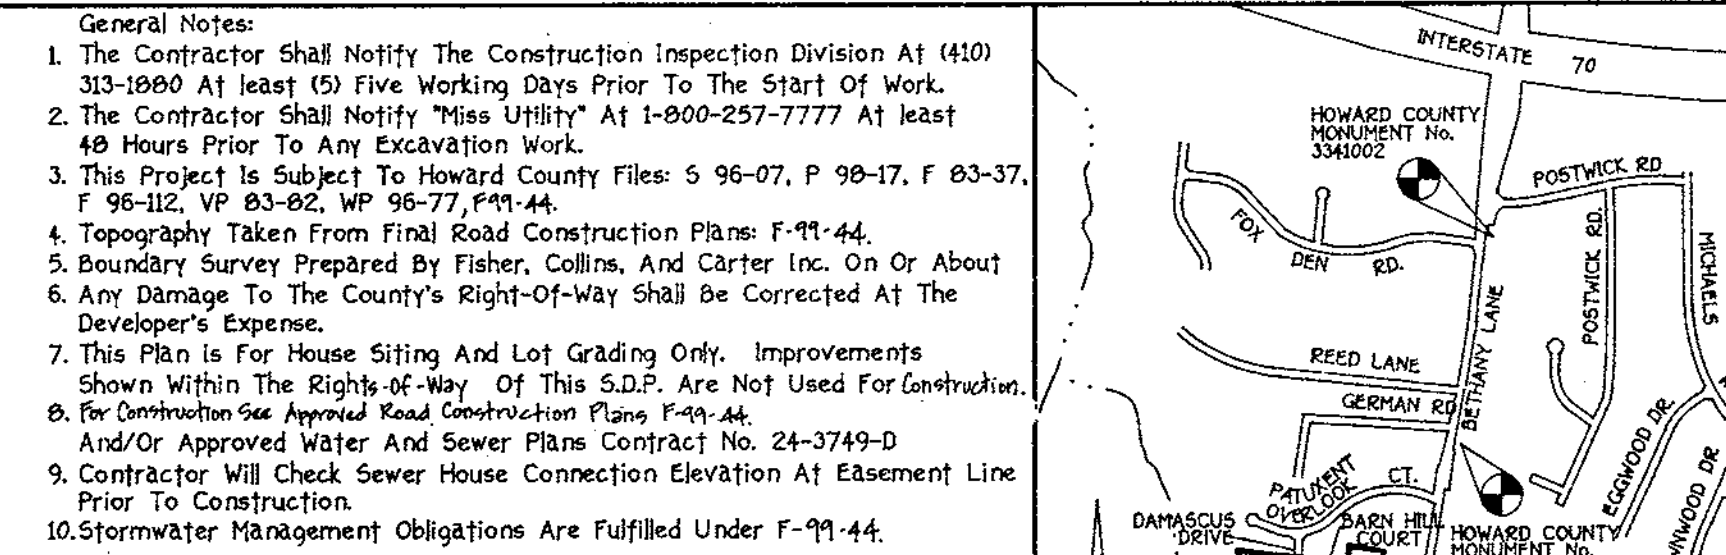 General Notes:
1. The Contractor Shall Notify The Construction Inspection Division At (410)
313-1880 At least (5) Five Working Days Prior To The Start Of Work.
2. The Contractor Shall Notify "Miss Utility" At 1-800-257-7777 At least
48 Hours Prior To Any Excavation Work.
3. This Project Is Subject To Howard County Files: S 96-07, P 98-17, F 83-37,
F 96-112, VP 83-82, WP 96-77, F99-44.
4. Topography Taken From Final Road Construction Plans: F-99-44.
5. Boundary Survey Prepared By Fisher, Collins, And Carter Inc. On Or About
6. Any Damage To The County's Right-Of-Way Shall Be Corrected At The
Developer's Expense.
7. This Plan Is For House Siting And Lot Grading Only. Improvements
Shown Within The Rights-of-Way Of This S.D.P. Are Not Used For Construction.
8. For Construction See Approved Road Construction Plans F-99-44.
And/Or Approved Water And Sewer Plans Contract No. 24-3749-D
9. Contractor Will Check Sewer House Connection Elevation At Easement Line
Prior To Construction.
10. Stormwater Management Obligations Are Fulfilled Under F-99-44.
INTERSTATE 70
HOWARD COUNTY
MONUMENT No.
3341002
POSTWICK RD
FOX DEN RD.
POSTWICK RD.
MICHAELS
BETHANY LANE
REED LANE
GERMAN RD
EGGWOOD DR.
PATUXENT
OVERLOOK CT.
DAMASCUS
DRIVE
BARN HILL
COURT
HOWARD COUNTY
MONUMENT No.
NWOOD DR